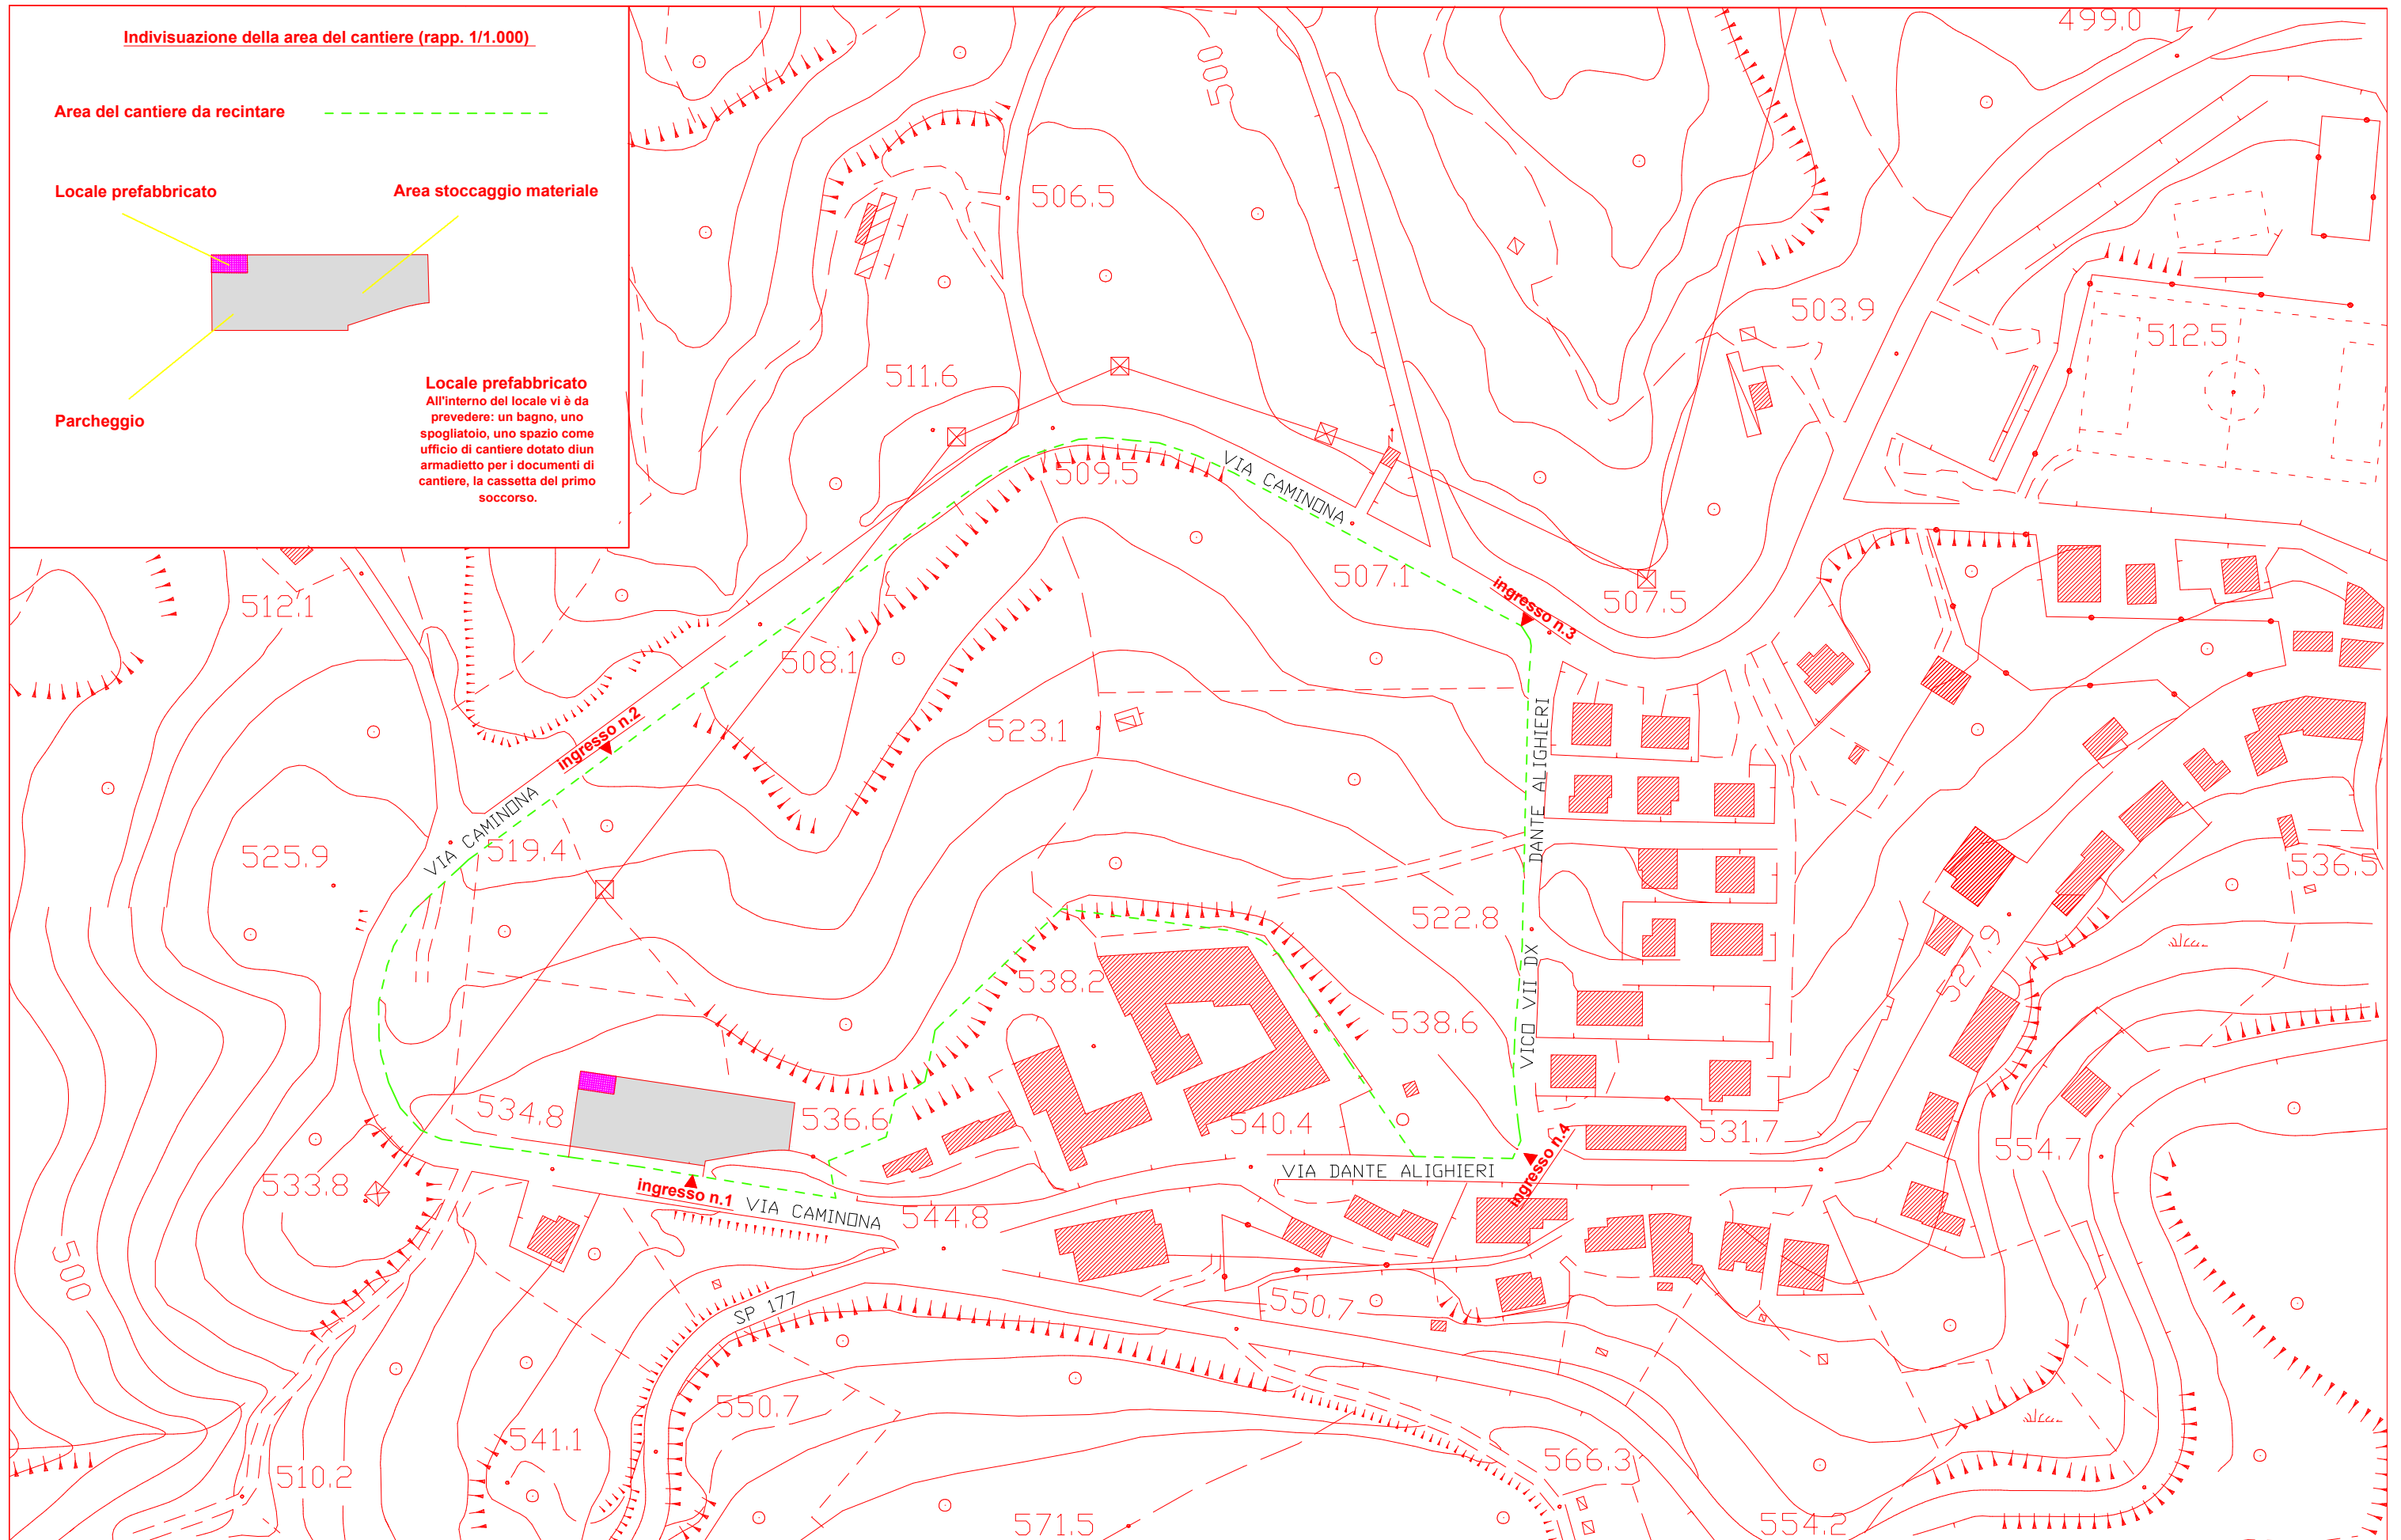 Indivisuazione della area del cantiere (rapp. 1/1.000)
Area del cantiere da recintare
Locale prefabbricato
Area stoccaggio materiale
Parcheggio
Locale prefabbricato
All'interno del locale vi è da
prevedere: un bagno, uno
spogliatoio, uno spazio come
ufficio di cantiere dotato diun
armadietto per i documenti di
cantiere, la cassetta del primo
soccorso.
499.0
500
506.5
503.9
512.5
511.6
509.5
VIA CAMINONA
507.1
ingresso n.3
507.5
512.1
508.1
ingresso n.2
523.1
DANTE ALIGHIERI
VIA CAMINONA
519.4
525.9
536.5
522.8
527.9
538.2
538.6
VICO VII DX
534.8
536.6
540.4
531.7
554.7
533.8
ingresso n.1
VIA CAMINONA
544.8
VIA DANTE ALIGHIERI
ingresso n.4
500
SP 177
550.7
550.7
541.1
510.2
566.3
571.5
554.2